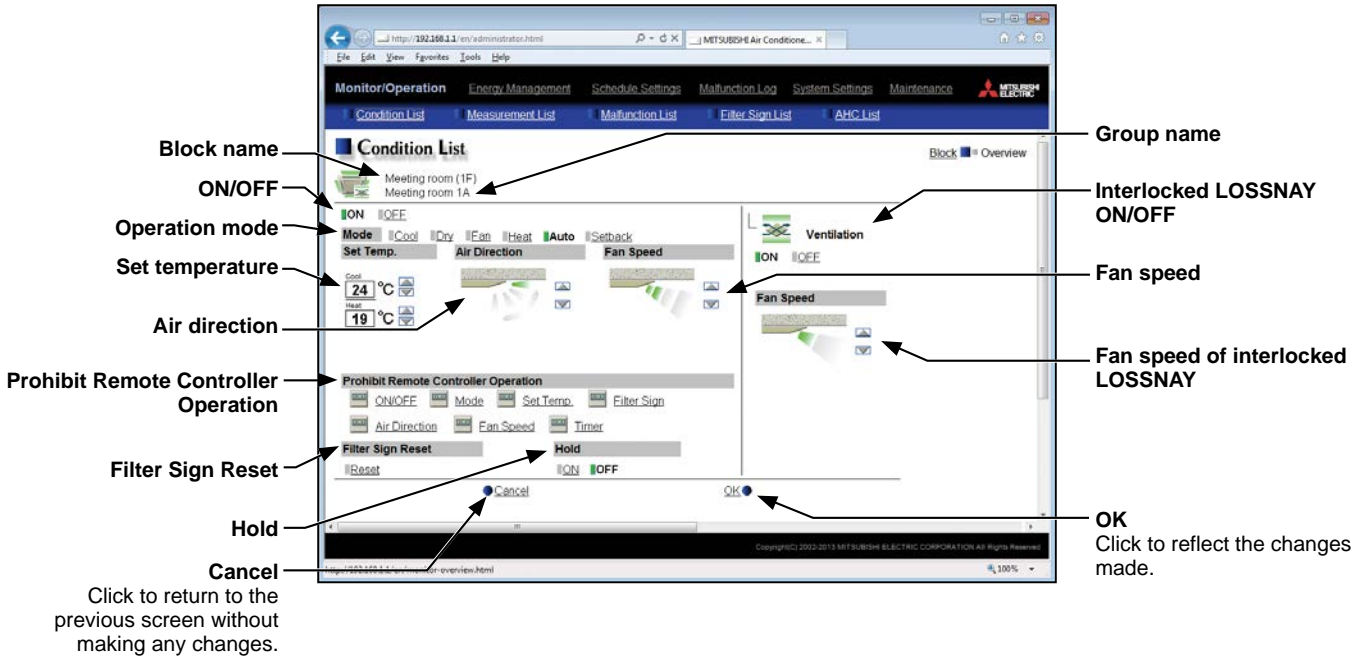 http://192.168.1.1/en/administrator.html
MITSUBISHI Air Conditione...
File Edit View Favorites Tools Help
Monitor/Operation Energy Management Schedule Settings Malfunction Log System Settings Maintenance MITSUBISHI ELECTRIC
Condition List Measurement List Malfunction List Filter Sign List AHC List
Condition List
Block Overview
Meeting room (1F)
Meeting room 1A
ON OFF
Mode Cool Dry Fan Heat Auto Setback
Set Temp. Air Direction Fan Speed
Cool
24 °C
Heat
19 °C
Ventilation
ON OFF
Fan Speed
Prohibit Remote Controller Operation
ON/OFF Mode Set Temp. Filter Sign
Air Direction Fan Speed Timer
Filter Sign Reset Hold
Reset ON OFF
Cancel OK
Copyright(C) 2002-2013 MITSUBISHI ELECTRIC CORPORATION All Rights Reserved
100%
Block name
ON/OFF
Operation mode
Set temperature
Air direction
Prohibit Remote Controller
Operation
Filter Sign Reset
Hold
Cancel
Click to return to the
previous screen without
making any changes.
Group name
Interlocked LOSSNAY
ON/OFF
Fan speed
Fan speed of interlocked
LOSSNAY
OK
Click to reflect the changes
made.